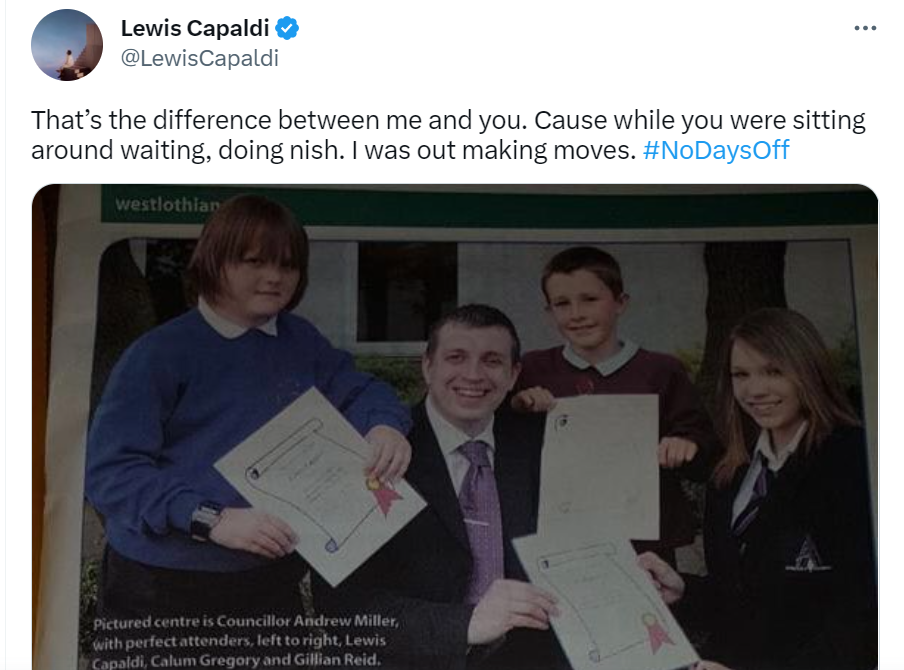 Lewis Capaldi
@LewisCapaldi
That’s the difference between me and you. Cause while you were sitting
around waiting, doing nish. I was out making moves. #NoDaysOff
westlothian
Pictured centre is Councillor Andrew Miller,
with perfect attenders, left to right, Lewis
Capaldi, Calum Gregory and Gillian Reid.